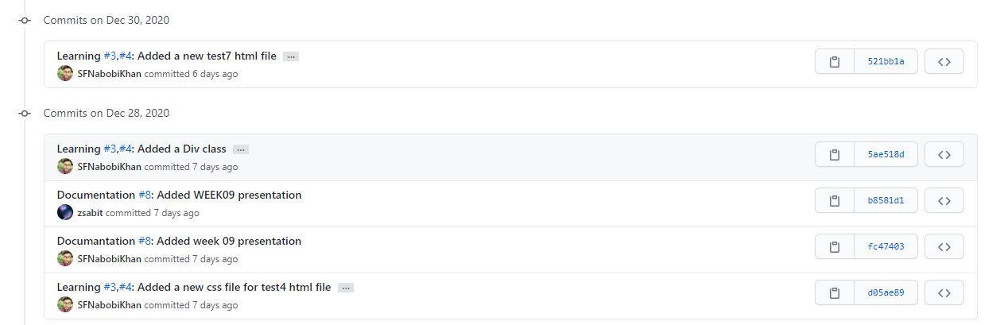 Commits on Dec 30, 2020
Learning #3,#4: Added a new test7 html file ...
SFNabobiKhan committed 6 days ago
521bb1a
Commits on Dec 28, 2020
Learning #3,#4: Added a Div class ...
SFNabobiKhan committed 7 days ago
5ae518d
Documentation #8: Added WEEK09 presentation
zsabit committed 7 days ago
b8581d1
Documantation #8: Added week 09 presentation
SFNabobiKhan committed 7 days ago
fc47403
Learning #3,#4: Added a new css file for test4 html file ...
SFNabobiKhan committed 7 days ago
d05ae89